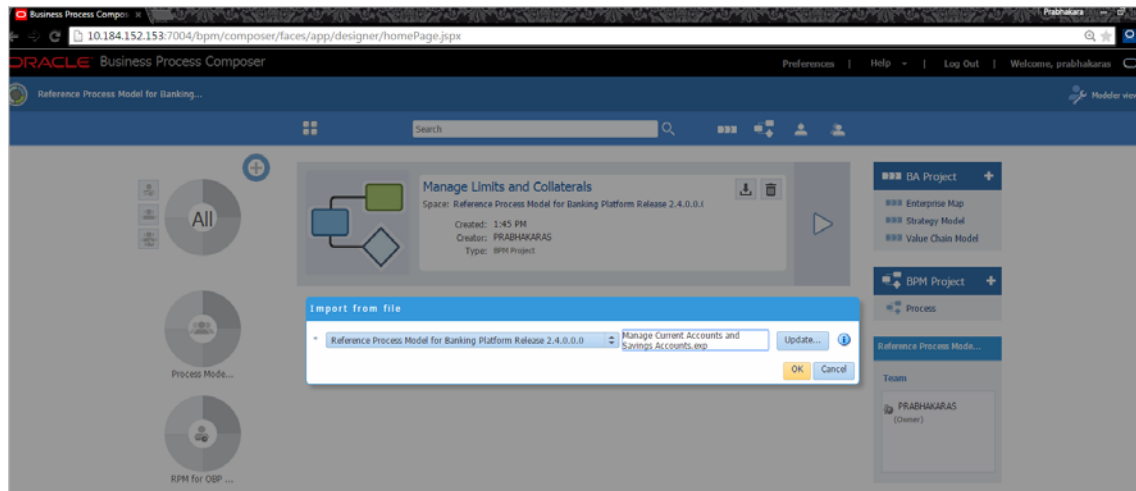 Business Process Compos ×
Prabhakara
10.184.152.153:7004/bpm/composer/faces/app/designer/homePage.jspx
ORACLE Business Process Composer
Preferences | Help | Log Out | Welcome, prabhakaras
Reference Process Model for Banking...
Modeler view
Search
All
Manage Limits and Collaterals
Space: Reference Process Model for Banking Platform Release 2.4.0.0.(
Created: 1:45 PM
Creator: PRABHAKARAS
Type: BPM Project
BA Project +
Enterprise Map
Strategy Model
Value Chain Model
BPM Project +
Process
Import from file
* Reference Process Model for Banking Platform Release 2.4.0.0.0
Manage Current Accounts and
Savings Accounts.exp
Update...
OK Cancel
Reference Process Mode...
Team
PRABHAKARAS
(Owner)
Process Mode...
RPM for OBP ...